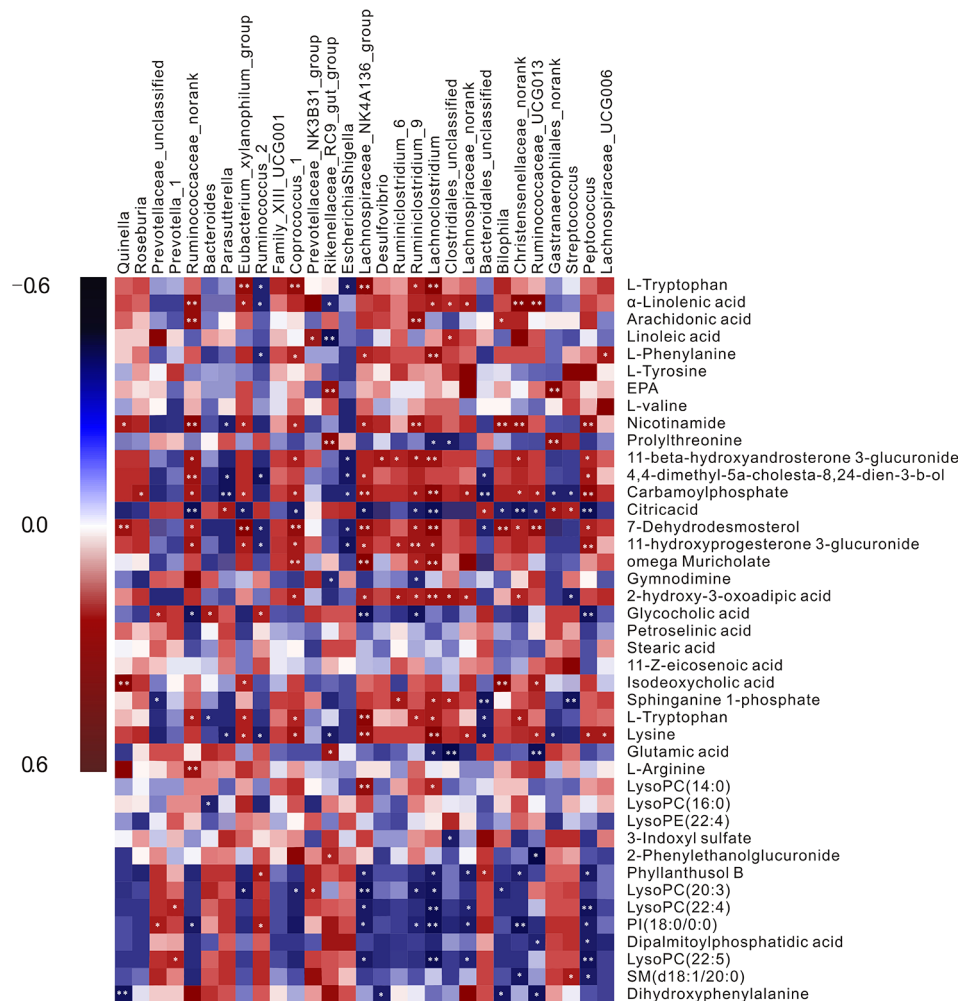 Quinella
Roseburia
Prevotellaceae_unclassified
Prevotella_1
Ruminococcaceae_norank
Bacteroides
Parasutterella
Eubacterium_xylanophilum_group
Ruminococcus_2
Family_XIII_UCG001
Coprococcus_1
Prevotellaceae_NK3B31_group
Rikenellaceae_RC9_gut_group
EscherichiaShigella
Lachnospiraceae_NK4A136_group
Desulfovibrio
Ruminiclostridium_6
Ruminiclostridium_9
Lachnoclostridium
Clostridiales_unclassified
Lachnospiraceae_norank
Bacteroidales_unclassified
Bilophila
Christensenellaceae_norank
Ruminococcaceae_UCG013
Gastranaerophilales_norank
Streptococcus
Peptococcus
Lachnospiraceae_UCG006
−0.6
0.0
0.6
L-Tryptophan
α-Linolenic acid
Arachidonic acid
Linoleic acid
L-Phenylanine
L-Tyrosine
EPA
L-valine
Nicotinamide
Prolylthreonine
11-beta-hydroxyandrosterone 3-glucuronide
4,4-dimethyl-5a-cholesta-8,24-dien-3-b-ol
Carbamoylphosphate
Citricacid
7-Dehydrodesmosterol
11-hydroxyprogesterone 3-glucuronide
omega Muricholate
Gymnodimine
2-hydroxy-3-oxoadipic acid
Glycocholic acid
Petroselinic acid
Stearic acid
11-Z-eicosenoic acid
Isodeoxycholic acid
Sphinganine 1-phosphate
L-Tryptophan
Lysine
Glutamic acid
L-Arginine
LysoPC(14:0)
LysoPC(16:0)
LysoPE(22:4)
3-Indoxyl sulfate
2-Phenylethanolglucuronide
Phyllanthusol B
LysoPC(20:3)
LysoPC(22:4)
PI(18:0/0:0)
Dipalmitoylphosphatidic acid
LysoPC(22:5)
SM(d18:1/20:0)
Dihydroxyphenylalanine